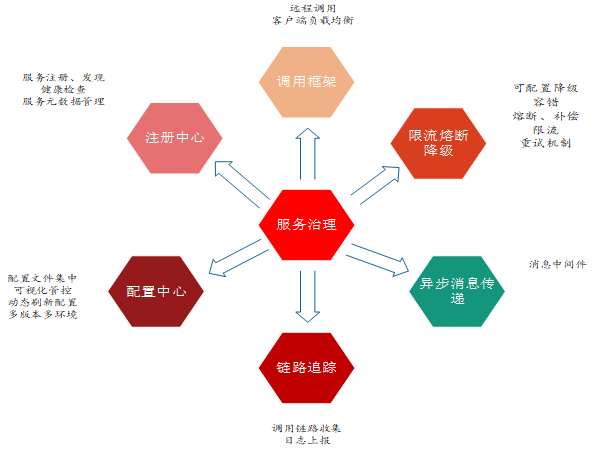 远程调用
客户端负载均衡
调用框架
服务注册、发现
健康检查
服务元数据管理
注册中心
限流熔断
降级
可配置降级
容错
熔断、补偿
限流
重试机制
服务治理
配置文件集中
可视化管控
动态刷新配置
多版本多环境
配置中心
异步消息传
递
消息中间件
链路追踪
调用链路收集
日志上报